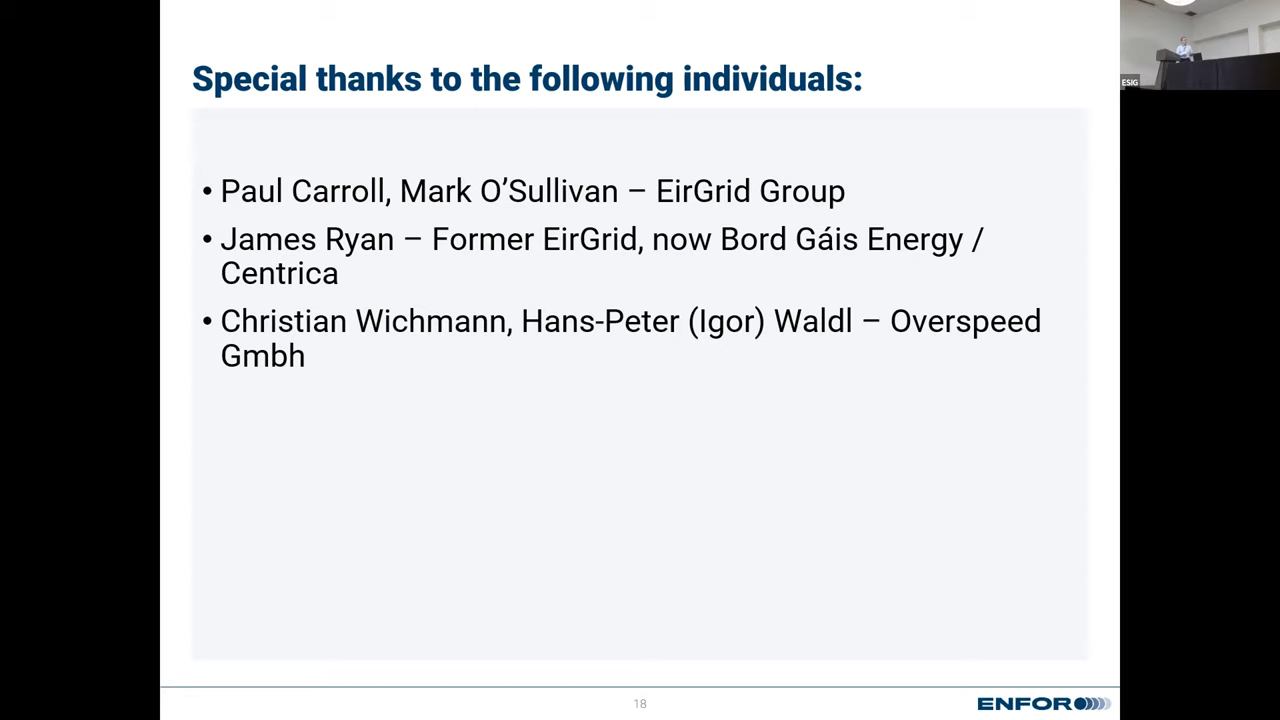 Special thanks to the following individuals:
• Paul Carroll, Mark O’Sullivan – EirGrid Group
• James Ryan – Former EirGrid, now Bord Gáis Energy /
Centrica
• Christian Wichmann, Hans-Peter (Igor) Waldl – Overspeed
Gmbh
18
ENFOR
ESIG